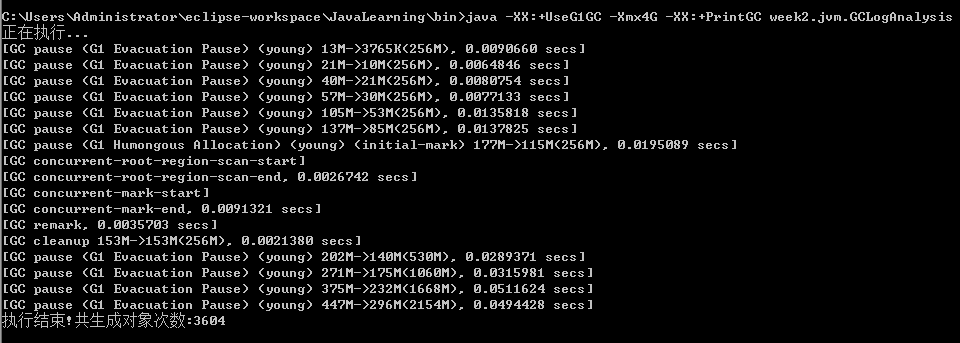 C:\Users\Administrator\eclipse-workspace\JavaLearning\bin>java -XX:+UseG1GC -Xmx4G -XX:+PrintGC week2.jvm.GCLogAnalysis
正在执行...
[GC pause (G1 Evacuation Pause) (young) 13M->3765K(256M), 0.0090660 secs]
[GC pause (G1 Evacuation Pause) (young) 21M->10M(256M), 0.0064846 secs]
[GC pause (G1 Evacuation Pause) (young) 40M->21M(256M), 0.0080754 secs]
[GC pause (G1 Evacuation Pause) (young) 57M->30M(256M), 0.0077133 secs]
[GC pause (G1 Evacuation Pause) (young) 105M->53M(256M), 0.0135818 secs]
[GC pause (G1 Evacuation Pause) (young) 137M->85M(256M), 0.0137825 secs]
[GC pause (G1 Humongous Allocation) (young) (initial-mark) 177M->115M(256M), 0.0195089 secs]
[GC concurrent-root-region-scan-start]
[GC concurrent-root-region-scan-end, 0.0026742 secs]
[GC concurrent-mark-start]
[GC concurrent-mark-end, 0.0091321 secs]
[GC remark, 0.0035703 secs]
[GC cleanup 153M->153M(256M), 0.0021380 secs]
[GC pause (G1 Evacuation Pause) (young) 202M->140M(530M), 0.0289371 secs]
[GC pause (G1 Evacuation Pause) (young) 271M->175M(1060M), 0.0315981 secs]
[GC pause (G1 Evacuation Pause) (young) 375M->232M(1668M), 0.0511624 secs]
[GC pause (G1 Evacuation Pause) (young) 447M->296M(2154M), 0.0494428 secs]
执行结束!共生成对象次数:3604